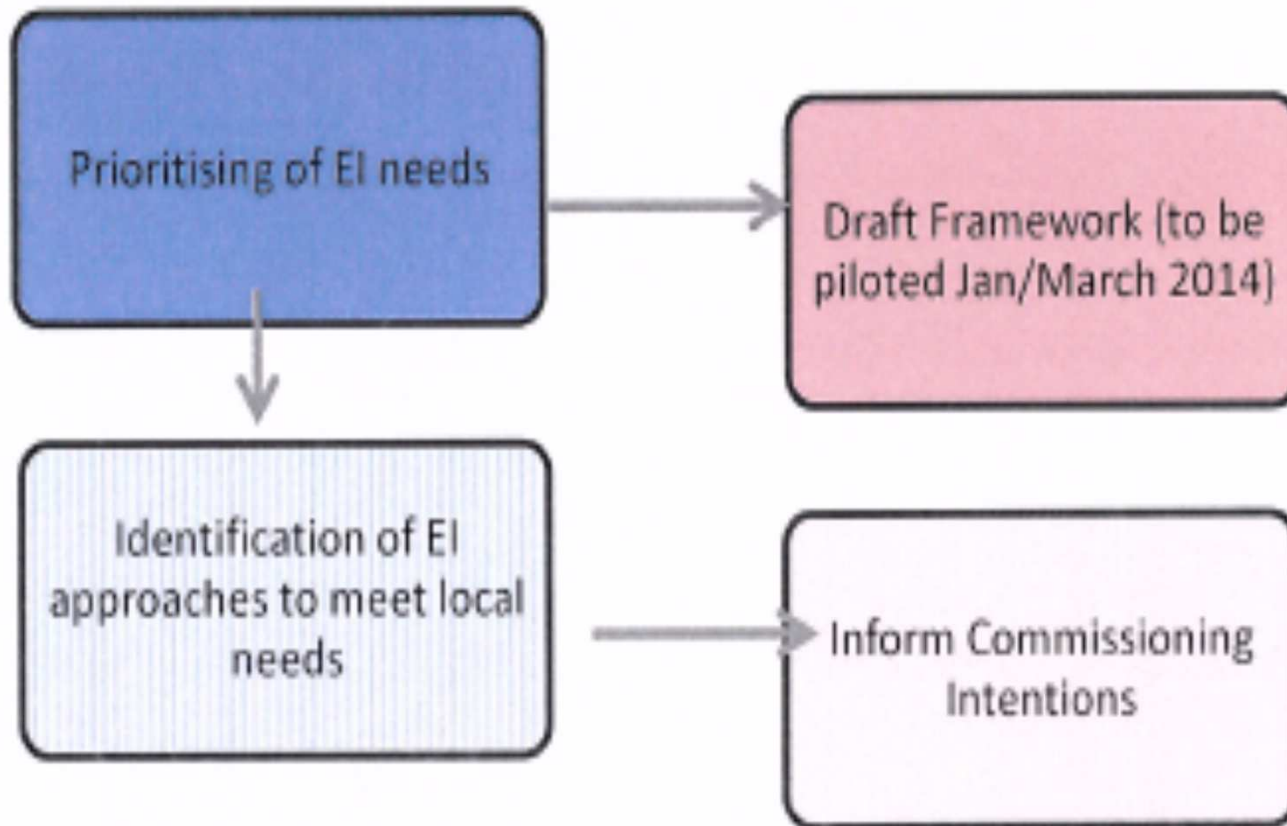 Prioritising of EI needs
Draft Framework (to be
piloted Jan/March 2014)
Identification of EI
approaches to meet local
needs
Inform Commissioning
Intentions